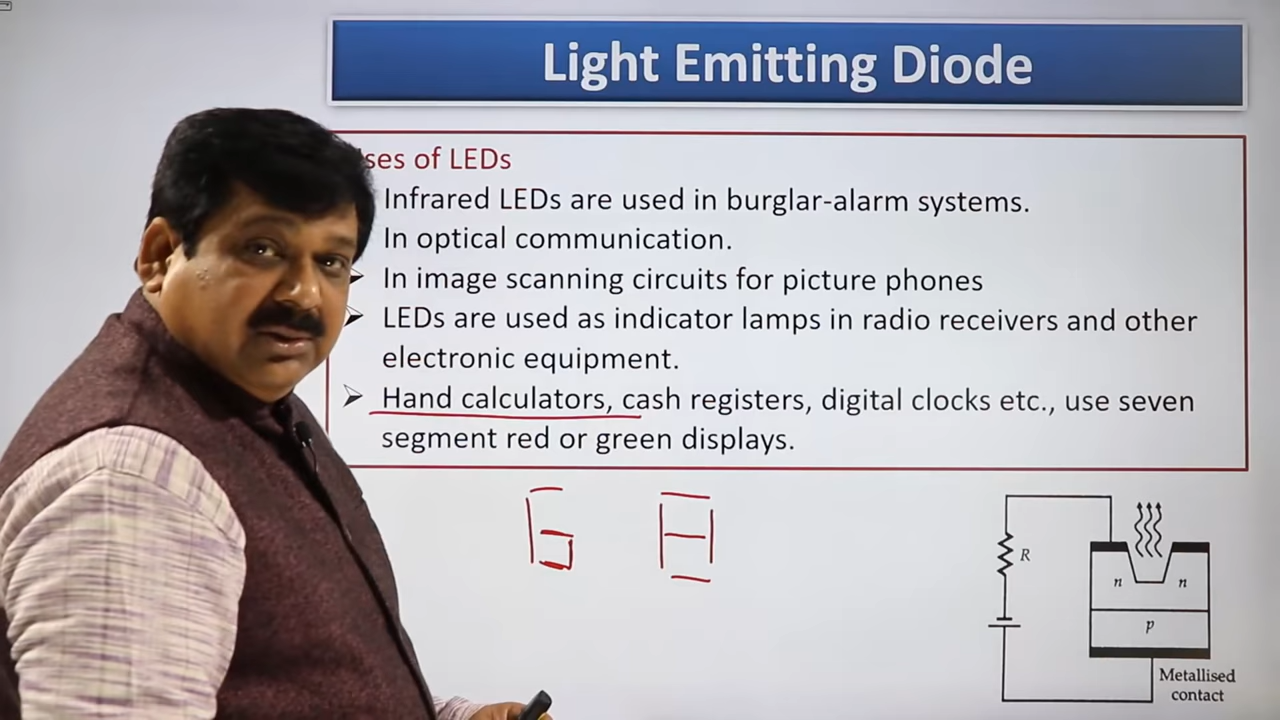 Light Emitting Diode
ses of LEDs
Infrared LEDs are used in burglar-alarm systems.
In optical communication.
In image scanning circuits for picture phones
LEDs are used as indicator lamps in radio receivers and other
electronic equipment.
Hand calculators, cash registers, digital clocks etc., use seven
segment red or green displays.
6 8
R
n n
p
Metallised
contact